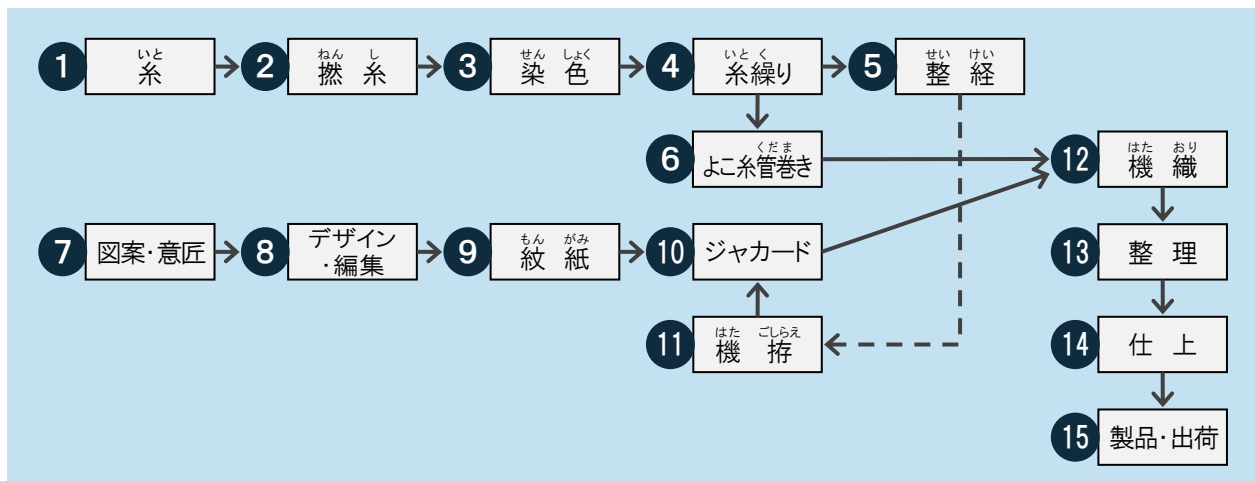 1 糸 いと
2 撚糸 ねんし
3 染色 せんしょく
4 糸繰り いとく
5 整経 せいけい
6 よこ糸管巻き くだま
12 機織 はたおり
7 図案・意匠
8 デザイン
・編集
9 紋紙 もんがみ
10 ジャカード
13 整理
11 機拵 はたごしらえ
14 仕上
15 製品・出荷